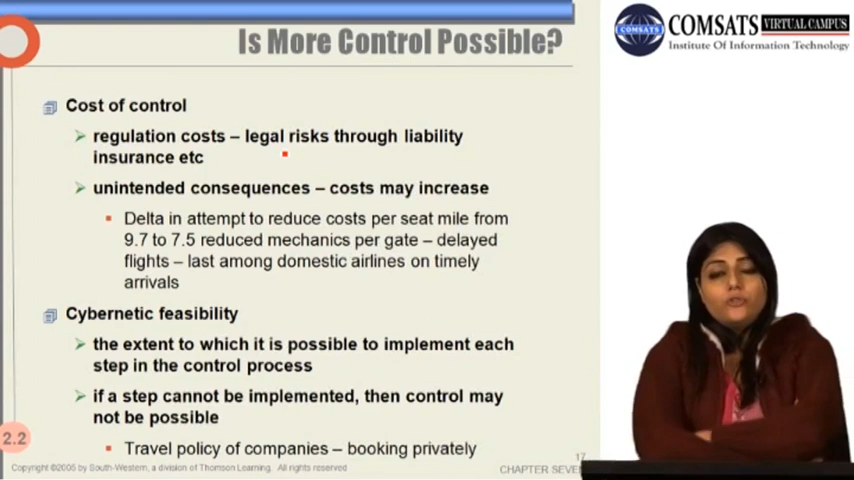 Is More Control Possible?
COMSATS
COMSATS
VIRTUAL CAMPUS
Institute Of Information Technology
Cost of control
regulation costs – legal risks through liability
insurance etc
unintended consequences – costs may increase
Delta in attempt to reduce costs per seat mile from
9.7 to 7.5 reduced mechanics per gate – delayed
flights – last among domestic airlines on timely
arrivals
Cybernetic feasibility
the extent to which it is possible to implement each
step in the control process
if a step cannot be implemented, then control may
not be possible
2.2
Travel policy of companies – booking privately
17
Copyright ©2005 by South-Western, a division of Thomson Learning. All rights reserved
CHAPTER SEVEN